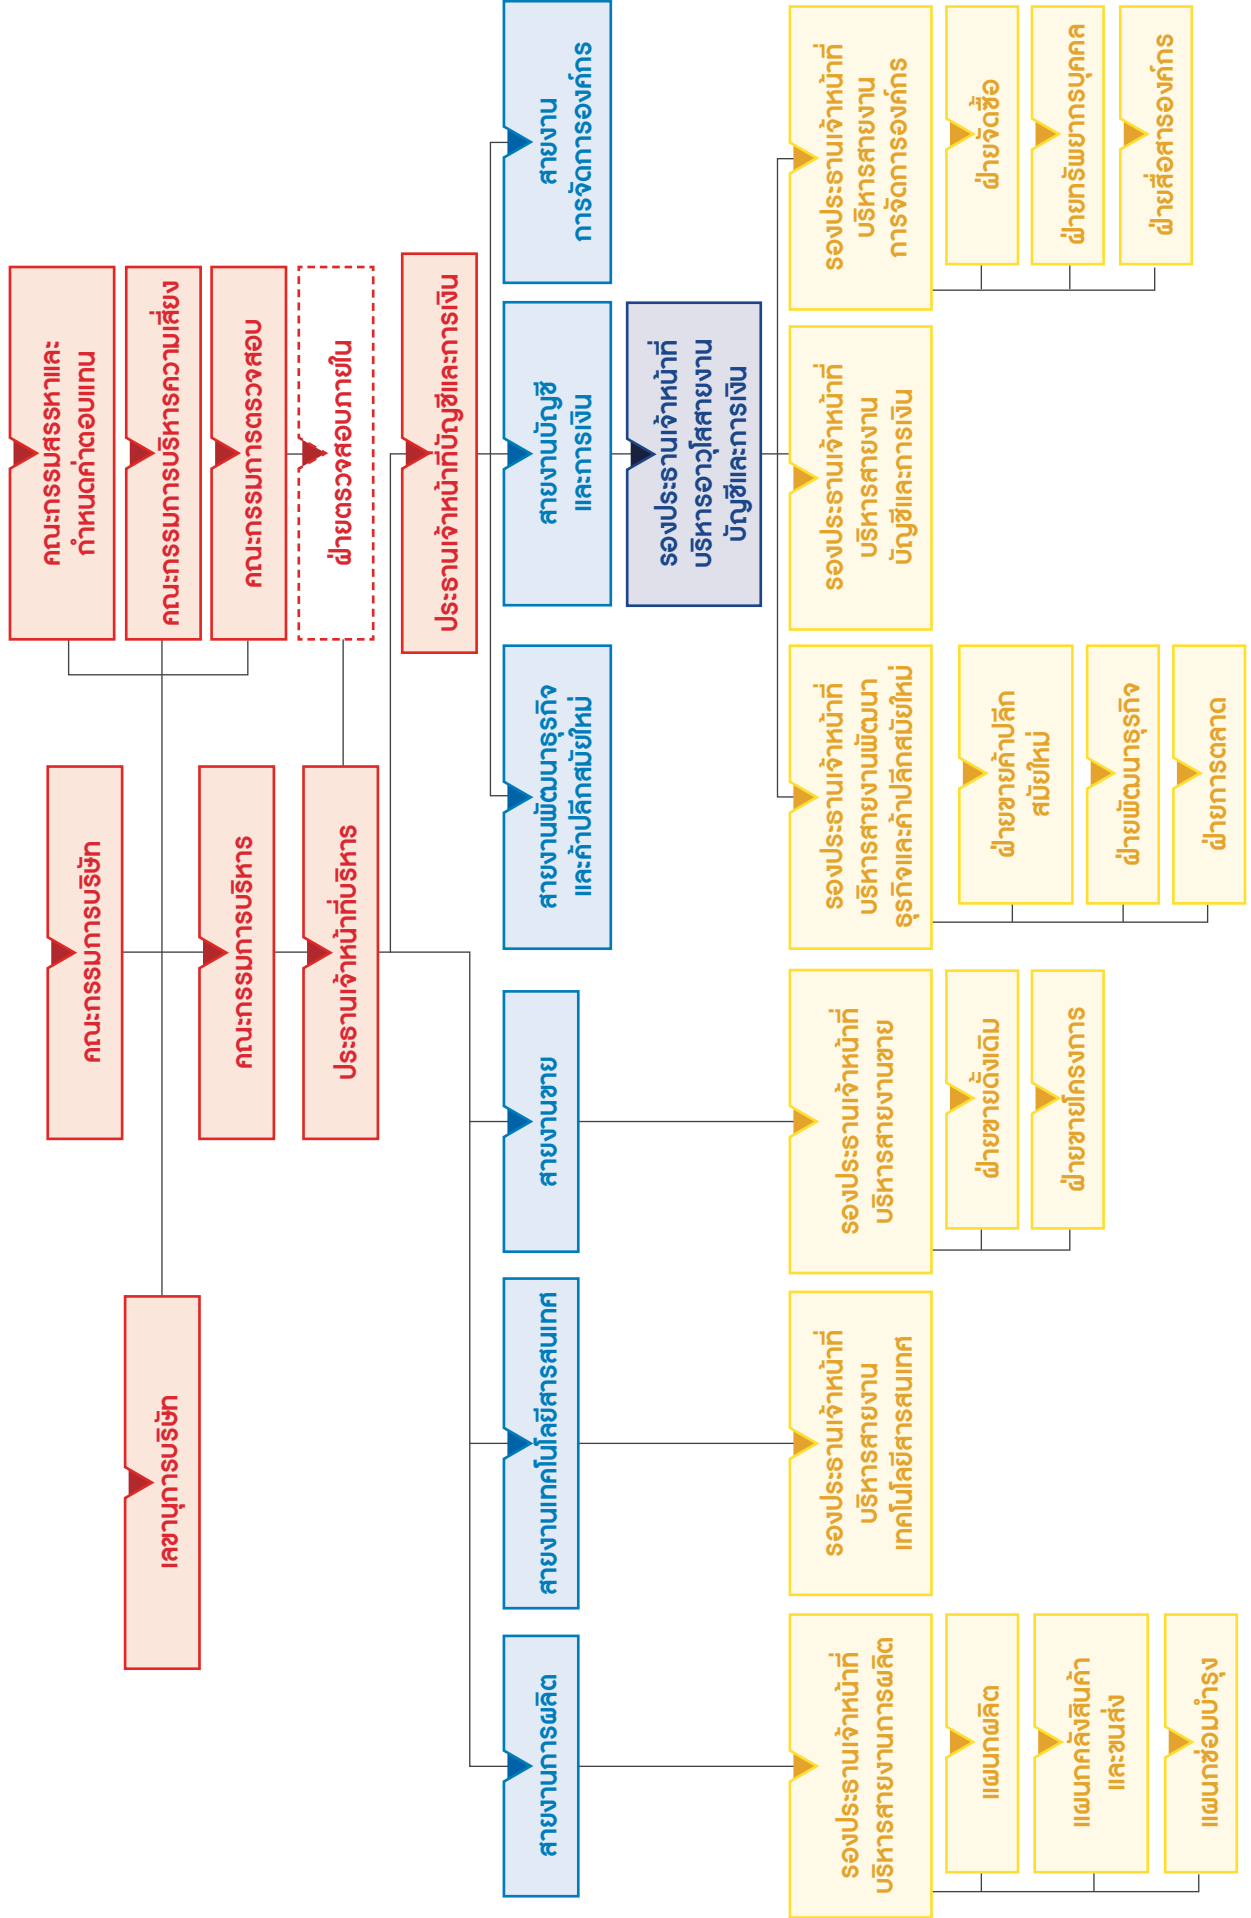 คณะกรรมการบริษัท
เลขานุการบริษัท
คณะกรรมสรรหาและ
กำหนดค่าตอบแทน
คณะกรรมการบริหารความเสี่ยง
คณะกรรมการตรวจสอบ
ฝ่ายตรวจสอบภายใน
คณะกรรมการบริหาร
ประธานเจ้าหน้าที่บริหาร
ประธานเจ้าหน้าที่บัญชีและการเงิน
สายงานการผลิต
สายงานเทคโนโลยีสารสนเทศ
สายงานขาย
สายงานพัฒนาธุรกิจ
และค้าปลีกสมัยใหม่
สายงานบัญชี
และการเงิน
สายงาน
การจัดการองค์กร
รองประธานเจ้าหน้าที่
บริหารอาวุโสสายงาน
บัญชีและการเงิน
รองประธานเจ้าหน้าที่
บริหารสายงานการผลิต
รองประธานเจ้าหน้าที่
บริหารสายงาน
เทคโนโลยีสารสนเทศ
รองประธานเจ้าหน้าที่
บริหารสายงานขาย
รองประธานเจ้าหน้าที่
บริหารสายงานพัฒนา
ธุรกิจและค้าปลีกสมัยใหม่
รองประธานเจ้าหน้าที่
บริหารสายงาน
บัญชีและการเงิน
รองประธานเจ้าหน้าที่
บริหารสายงาน
การจัดการองค์กร
แผนกผลิต
แผนกคลังสินค้า
และขนส่ง
แผนกซ่อมบำรุง
ฝ่ายขายดั้งเดิม
ฝ่ายขายโครงการ
ฝ่ายขายค้าปลีก
สมัยใหม่
ฝ่ายพัฒนาธุรกิจ
ฝ่ายการตลาด
ฝ่ายจัดซื้อ
ฝ่ายทรัพยากรบุคคล
ฝ่ายสื่อสารองค์กร